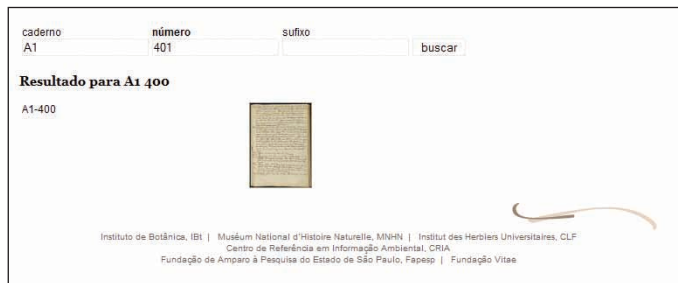 caderno número sufixo
A1 401 buscar
Resultado para A1 400
A1-400
Instituto de Botânica, IBt | Muséum National d'Histoire Naturelle, MNHN | Institut des Herbiers Universitaires, CLF
Centro de Referência em Informação Ambiental, CRIA
Fundação de Amparo à Pesquisa do Estado de São Paulo, Fapesp | Fundação Vitae